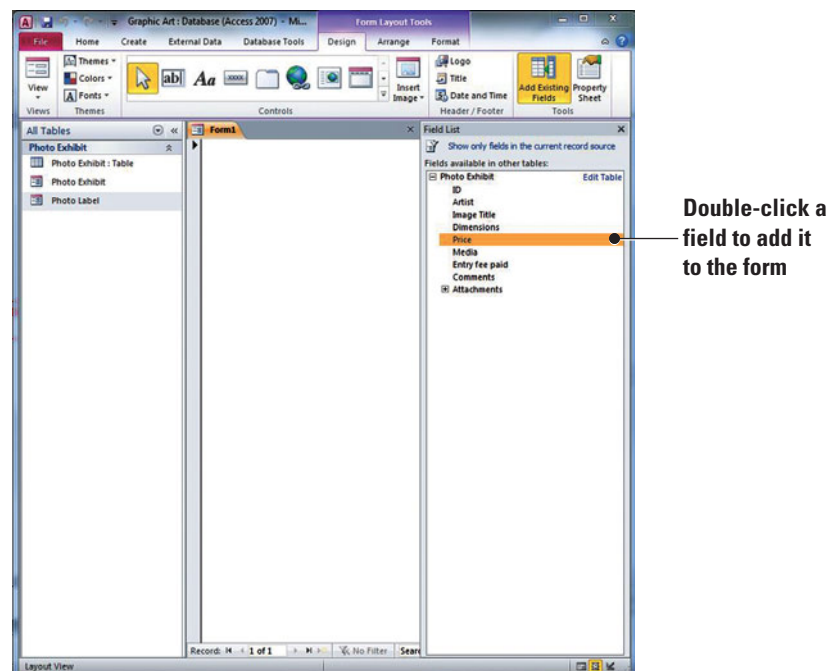 Graphic Art : Database (Access 2007) - Mi...
Form Layout Tools
File Home Create External Data Database Tools Design Arrange Format
View
Views
Themes
Colors
Fonts
Themes
ab Aa xxxx
Controls
Insert Image
Logo
Title
Date and Time
Header / Footer
Add Existing Fields
Property Sheet
Tools
All Tables
Photo Exhibit
Photo Exhibit : Table
Photo Exhibit
Photo Label
Form1
Field List
Show only fields in the current record source
Fields available in other tables:
Photo Exhibit Edit Table
ID
Artist
Image Title
Dimensions
Price
Media
Entry fee paid
Comments
Attachments
Double-click a
field to add it
to the form
Record: 1 of 1 No Filter Sear
Layout View